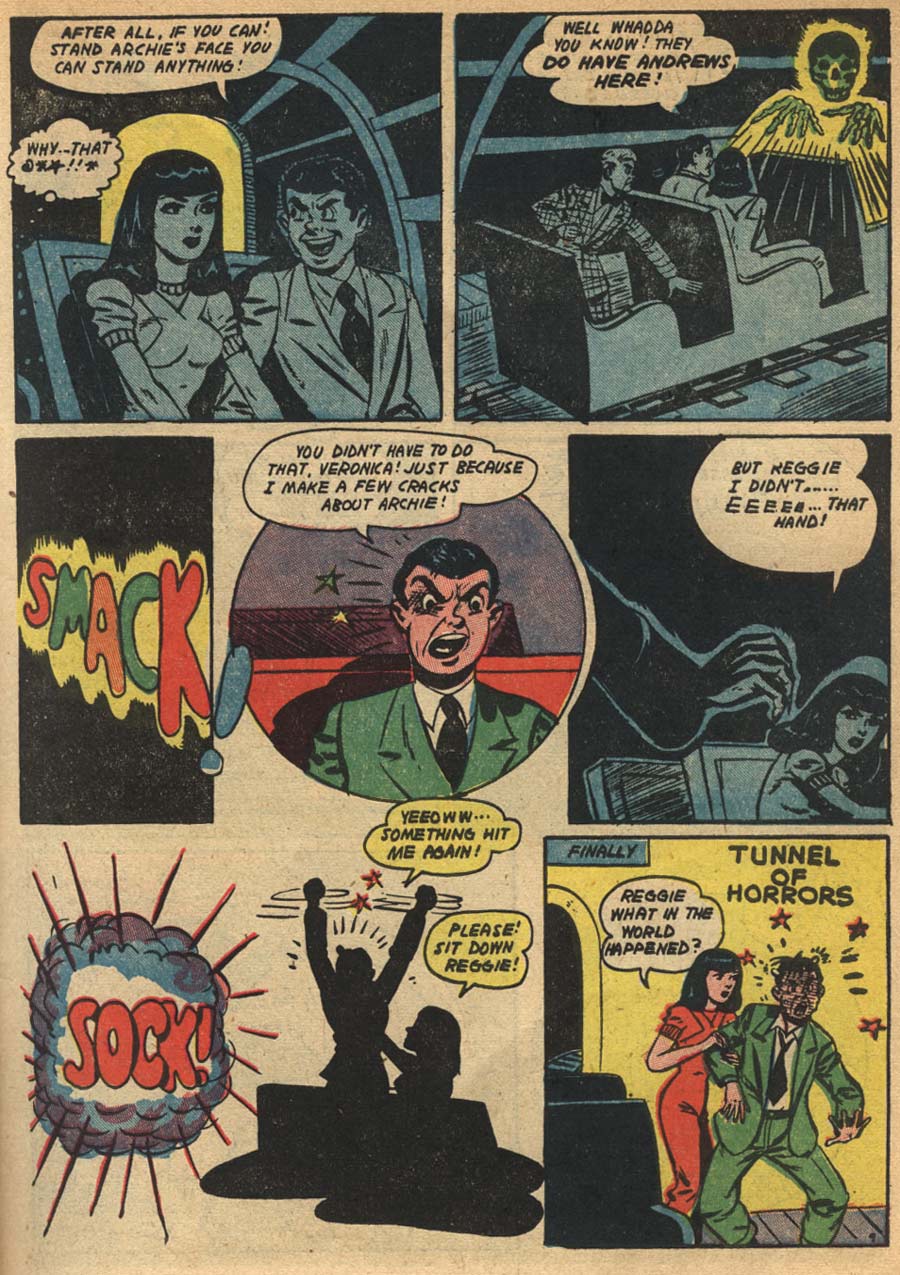 AFTER ALL, IF YOU CAN!
STAND ARCHIE'S FACE YOU
CAN STAND ANYTHING!
WHY--THAT
@**!!*
WELL WHADDA
YOU KNOW! THEY
DO HAVE ANDREWS
HERE!
SMACK
YOU DIDN'T HAVE TO DO
THAT, VERONICA! JUST BECAUSE
I MAKE A FEW CRACKS
ABOUT ARCHIE!
BUT REGGIE
I DIDN'T......
EEEEE... THAT
HAND!
SOCK!
YEEOWW...
SOMETHING HIT
ME AGAIN!
PLEASE!
SIT DOWN
REGGIE!
FINALLY
TUNNEL
OF
HORRORS
REGGIE
WHAT IN THE
WORLD
HAPPENED?
9